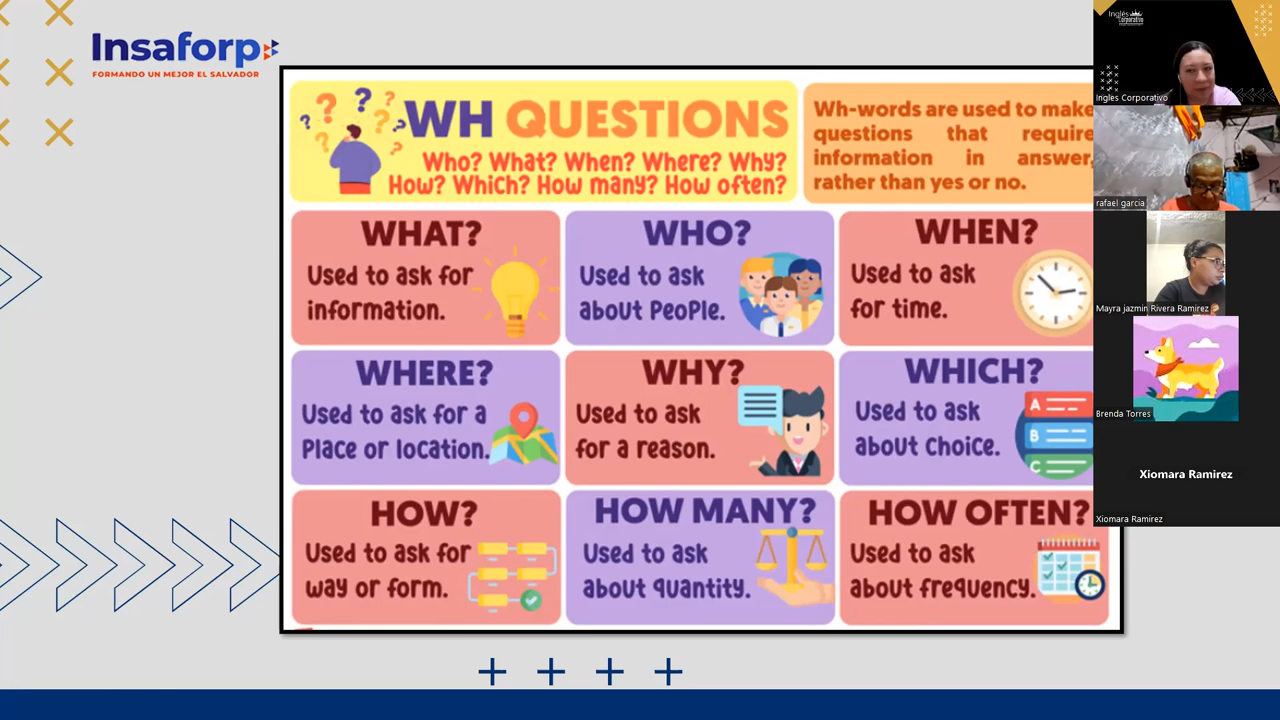 Insaforp
FORMANDO UN MEJOR EL SALVADOR
WH QUESTIONS
Who? What? When? Where? Why?
How? Which? How many? How often?
Wh-words are used to make
questions that require
information in answer,
rather than yes or no.
WHAT?
Used to ask for
information.
WHO?
Used to ask
about PeoPle.
WHEN?
Used to ask
for time.
WHERE?
Used to ask for a
Place or location.
WHY?
Used to ask
for a reason.
WHICH?
Used to ask
about Choice.
A
B
C
HOW?
Used to ask for
way or form.
HOW MANY?
Used to ask
about quantity.
HOW OFTEN?
Used to ask
about frequency.
Inglés
Corporativo
Ingles Corporativo
rafael garcia
Mayra jazmin Rivera Ramirez
Brenda Torres
Xiomara Ramirez
Xiomara Ramirez